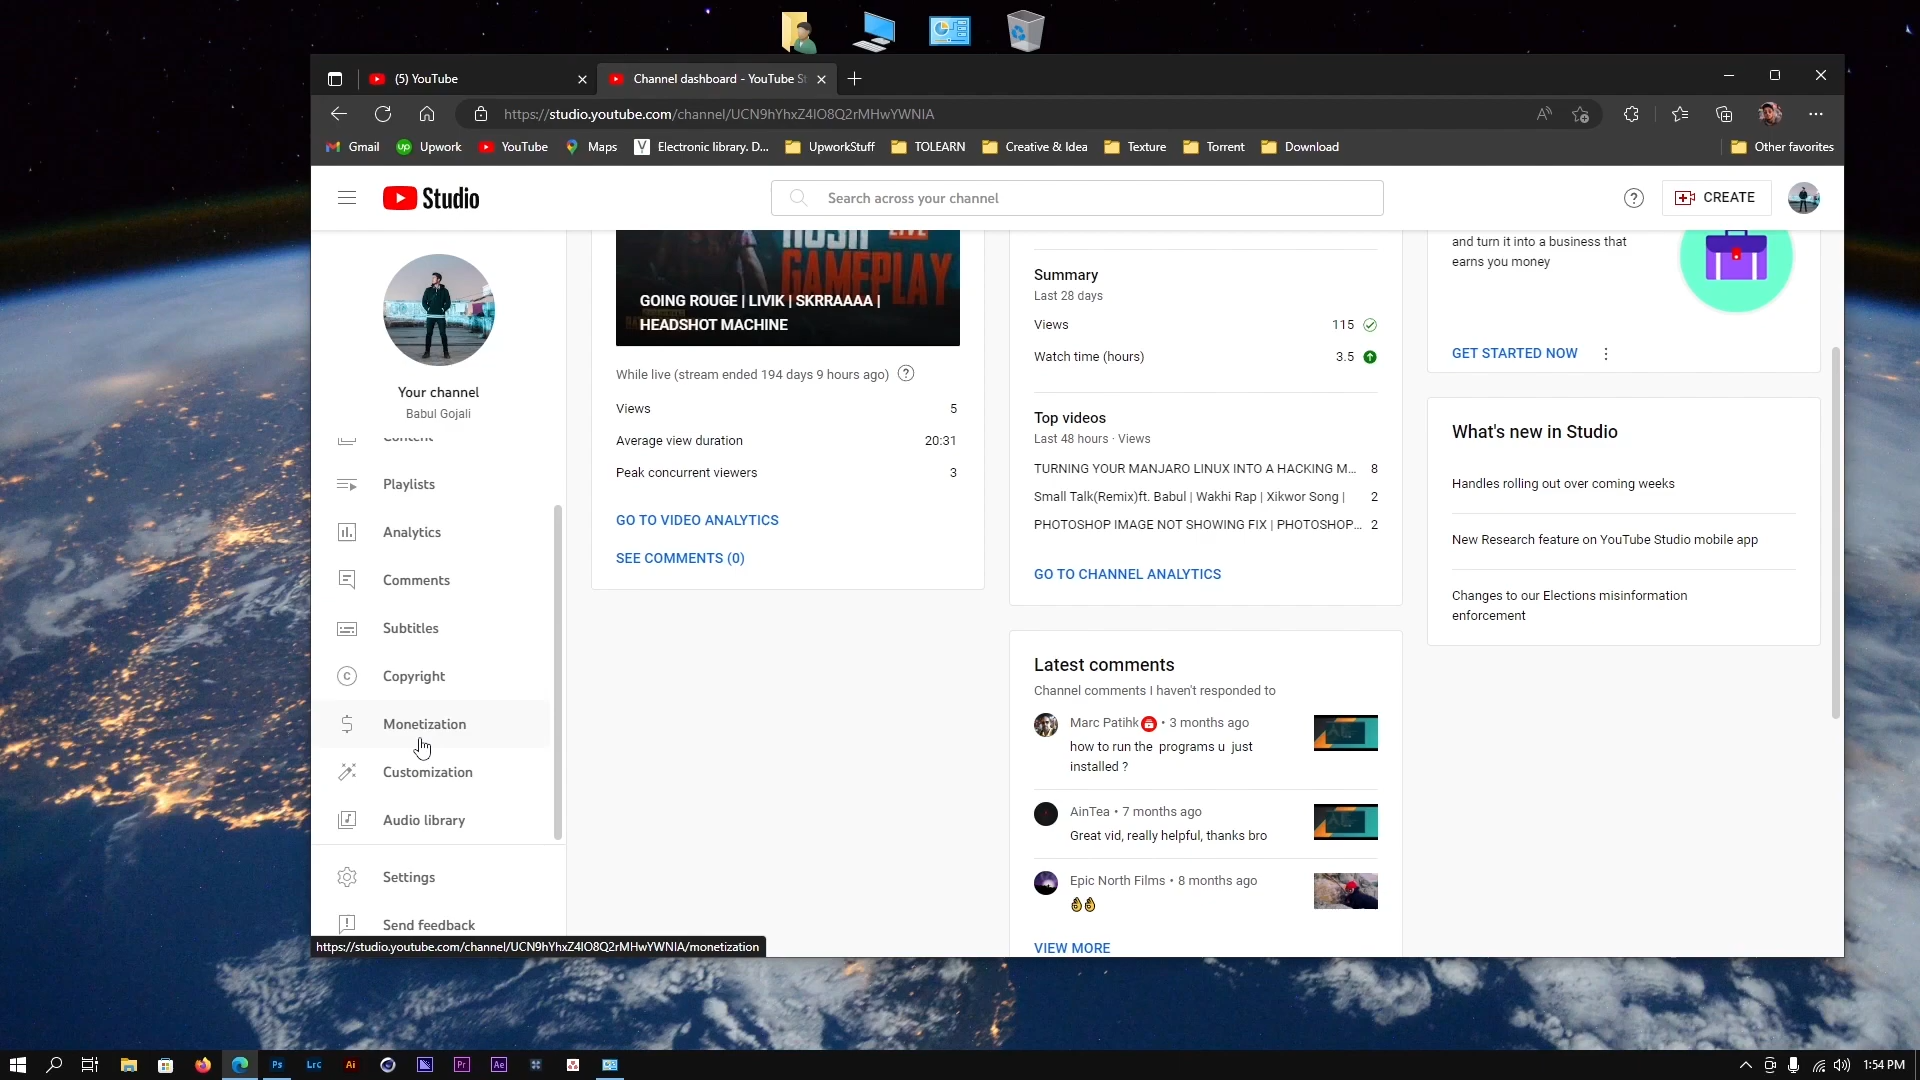 (5) YouTube
Channel dashboard - YouTube St
https://studio.youtube.com/channel/UCN9hYhxZ4IO8Q2rMHwYWNIA
Gmail
Upwork
YouTube
Maps
Electronic library. D...
UpworkStuff
TOLEARN
Creative & Idea
Texture
Torrent
Download
Other favorites
Studio
Search across your channel
CREATE
Your channel
Babul Gojali
Content
Playlists
Analytics
Comments
Subtitles
Copyright
Monetization
Customization
Audio library
Settings
Send feedback
https://studio.youtube.com/channel/UCN9hYhxZ4IO8Q2rMHwYWNIA/monetization
LIVE
GAMEPLAY
GOING ROUGE | LIVIK | SKRRAAAA |
HEADSHOT MACHINE
While live (stream ended 194 days 9 hours ago)
Views 5
Average view duration 20:31
Peak concurrent viewers 3
GO TO VIDEO ANALYTICS
SEE COMMENTS (0)
Summary
Last 28 days
Views 115
Watch time (hours) 3.5
Top videos
Last 48 hours · Views
TURNING YOUR MANJARO LINUX INTO A HACKING M... 8
Small Talk(Remix)ft. Babul | Wakhi Rap | Xikwor Song | 2
PHOTOSHOP IMAGE NOT SHOWING FIX | PHOTOSHOP... 2
GO TO CHANNEL ANALYTICS
Latest comments
Channel comments I haven't responded to
Marc Patihk • 3 months ago
how to run the programs u just
installed ?
AinTea • 7 months ago
Great vid, really helpful, thanks bro
Epic North Films • 8 months ago
👌👌
VIEW MORE
and turn it into a business that
earns you money
GET STARTED NOW
What's new in Studio
Handles rolling out over coming weeks
New Research feature on YouTube Studio mobile app
Changes to our Elections misinformation
enforcement
Ps
Lrc
Ai
Pr
Ae
1:54 PM